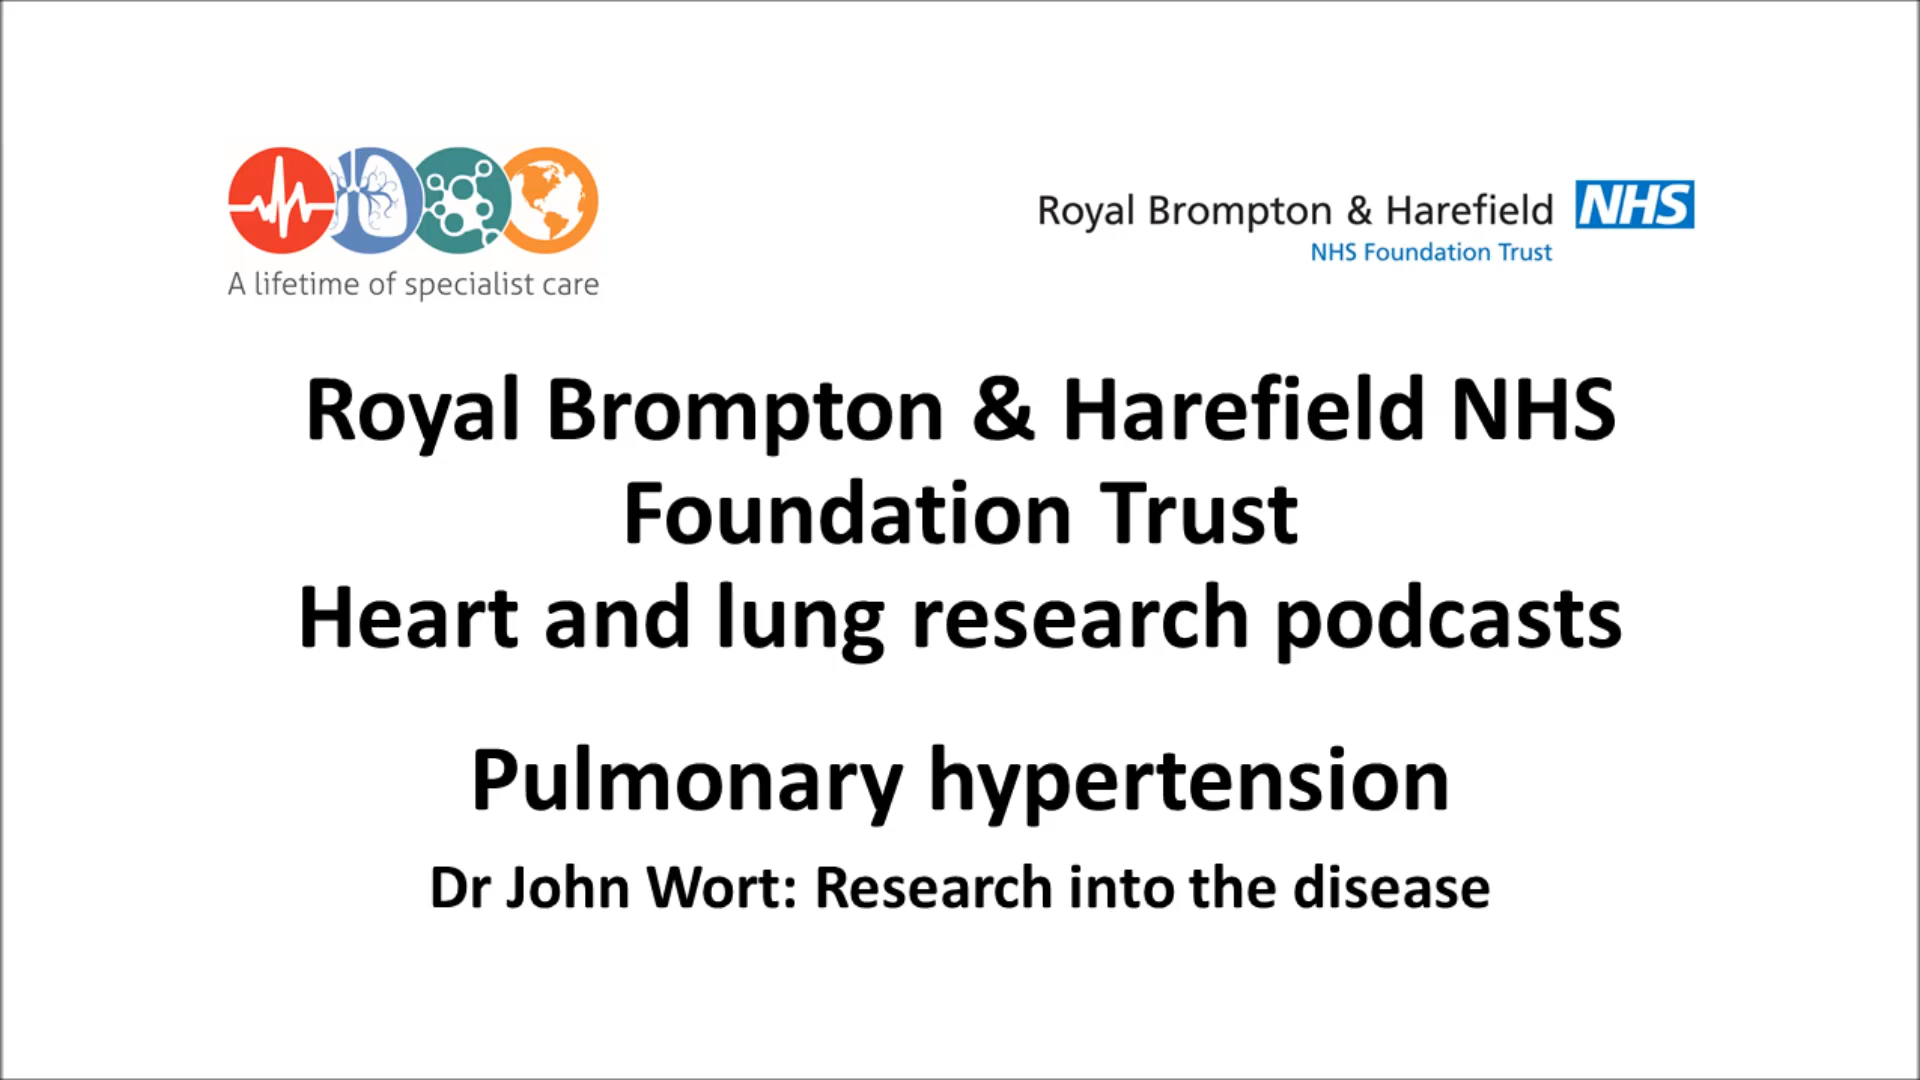 A lifetime of specialist care
Royal Brompton & Harefield NHS
NHS Foundation Trust
Royal Brompton & Harefield NHS
Foundation Trust
Heart and lung research podcasts
Pulmonary hypertension
Dr John Wort: Research into the disease